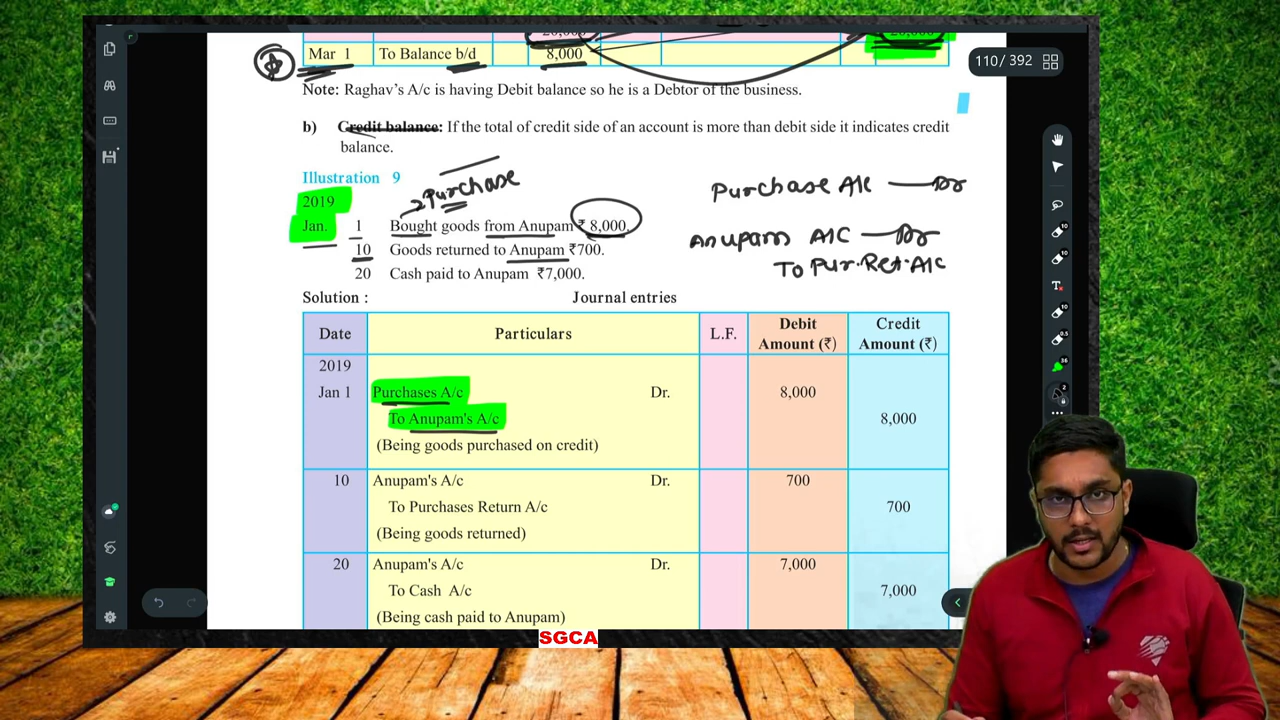 20,000 20,000
Mar 1 To Balance b/d 8,000
110 / 392
Note: Raghav's A/c is having Debit balance so he is a Debtor of the business.
b) Credit balance: If the total of credit side of an account is more than debit side it indicates credit
balance.
Illustration 9
Purchase
Purchase A/c Dr
2019
Jan. 1 Bought goods from Anupam ₹ 8,000.
Anupam A/C Dr
10 Goods returned to Anupam ₹700.
To Pur.Ret.A/C
20 Cash paid to Anupam ₹7,000.
Solution : Journal entries
Date Particulars L.F. Debit Amount (₹) Credit Amount (₹)
2019
Jan 1 Purchases A/c Dr. 8,000
To Anupam's A/c 8,000
(Being goods purchased on credit)
10 Anupam's A/c Dr. 700
To Purchases Return A/c 700
(Being goods returned)
20 Anupam's A/c Dr. 7,000
To Cash A/c 7,000
(Being cash paid to Anupam)
SGCA